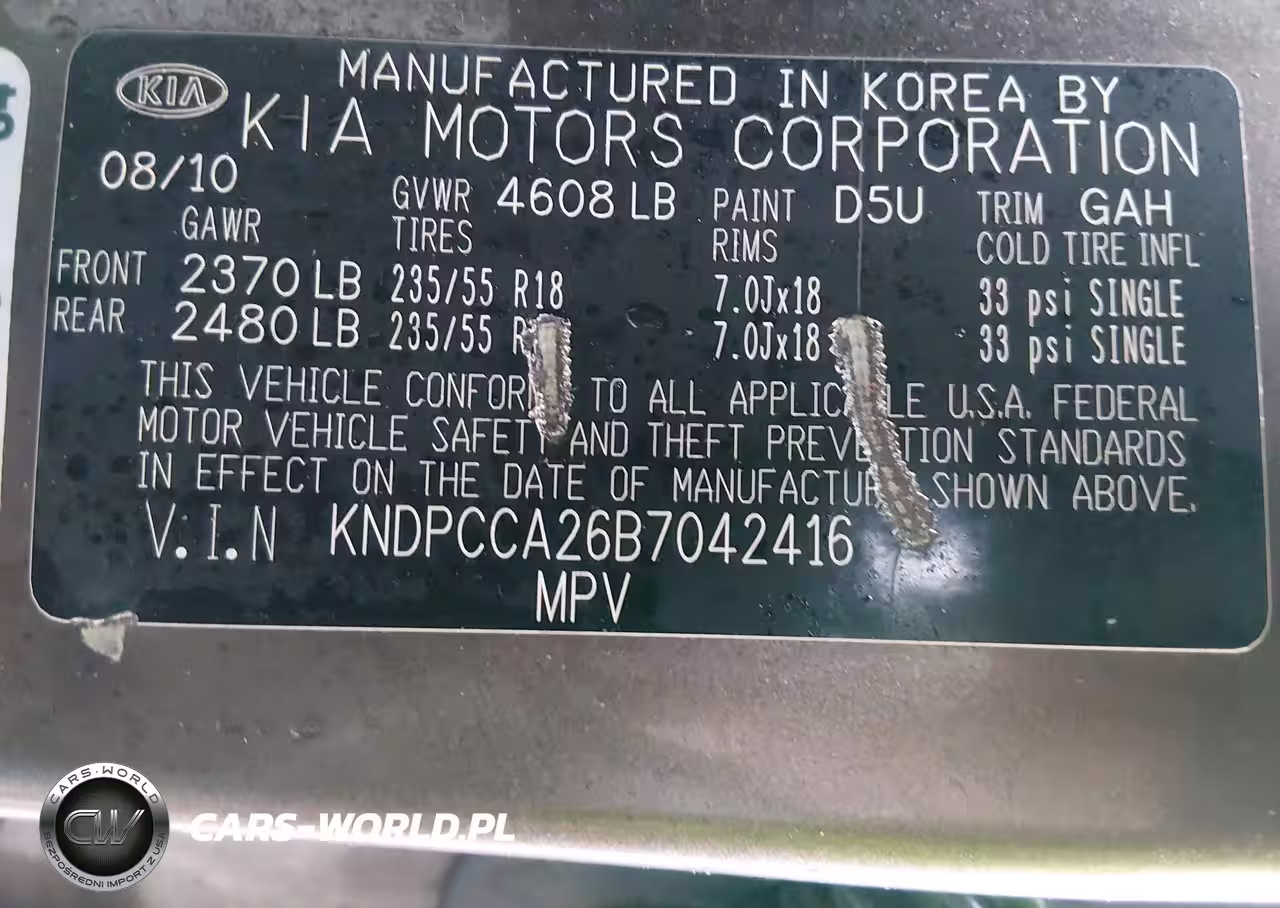 KIA
MANUFACTURED IN KOREA BY
KIA MOTORS CORPORATION
08/10 GVWR 4608 LB PAINT D5U TRIM GAH
GAWR TIRES RIMS COLD TIRE INFL
FRONT 2370 LB 235/55 R18 7.0Jx18 33 psi SINGLE
REAR 2480 LB 235/55 7.0Jx18 33 psi SINGLE
THIS VEHICLE TO ALL U.S.A. FEDERAL
MOTOR VEHICLE AND THEFT STANDARDS
IN EFFECT ON THE DATE OF SHOWN ABOVE.
V.I.N KNDPCCA26B7042416
MPV
CARS-WORLD
CW
BEZPOŚREDNI IMPORT Z USA
CARS-WORLD.PL